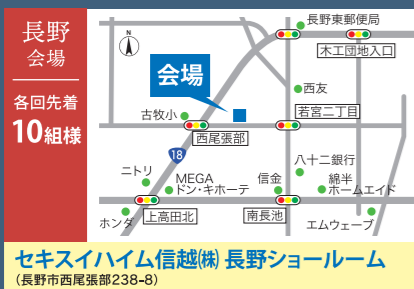 長野
会場
各回先着
10組様
N
長野東郵便局
木工団地入口
会場
西友
古牧小
若宮二丁目
西尾張部
18
八十二銀行
ニトリ
MEGA
ドン・キホーテ
信金
綿半
ホームエイド
上高田北
南長池
ホンダ
エムウェーブ
セキスイハイム信越㈱ 長野ショールーム
(長野市西尾張部238-8)